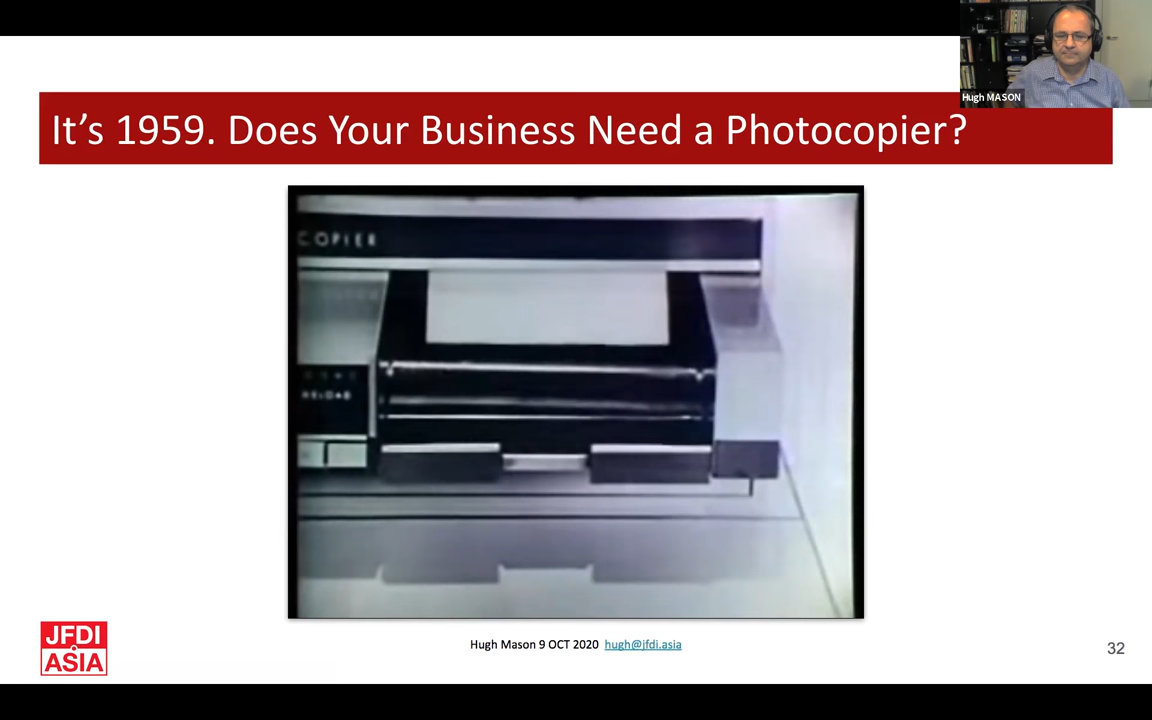 Hugh MASON
It's 1959. Does Your Business Need a Photocopier?
COPIER
RELOAD
JFDI
ASIA
Hugh Mason 9 OCT 2020 hugh@jfdi.asia
32